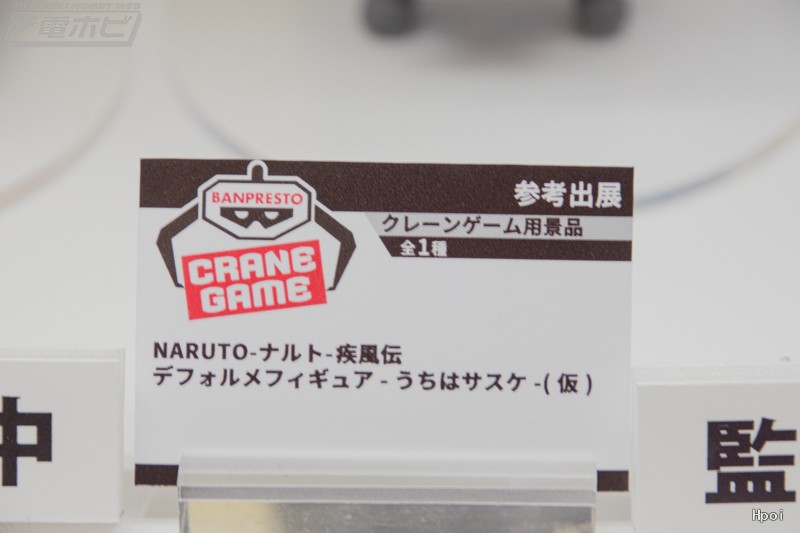 電ホビ
参考出展
BANPRESTO
クレーンゲーム用景品
全1種
CRANE
GAME
NARUTO-ナルト-疾風伝
デフォルメフィギュア - うちはサスケ -( 仮 )
中
監
Hpoi